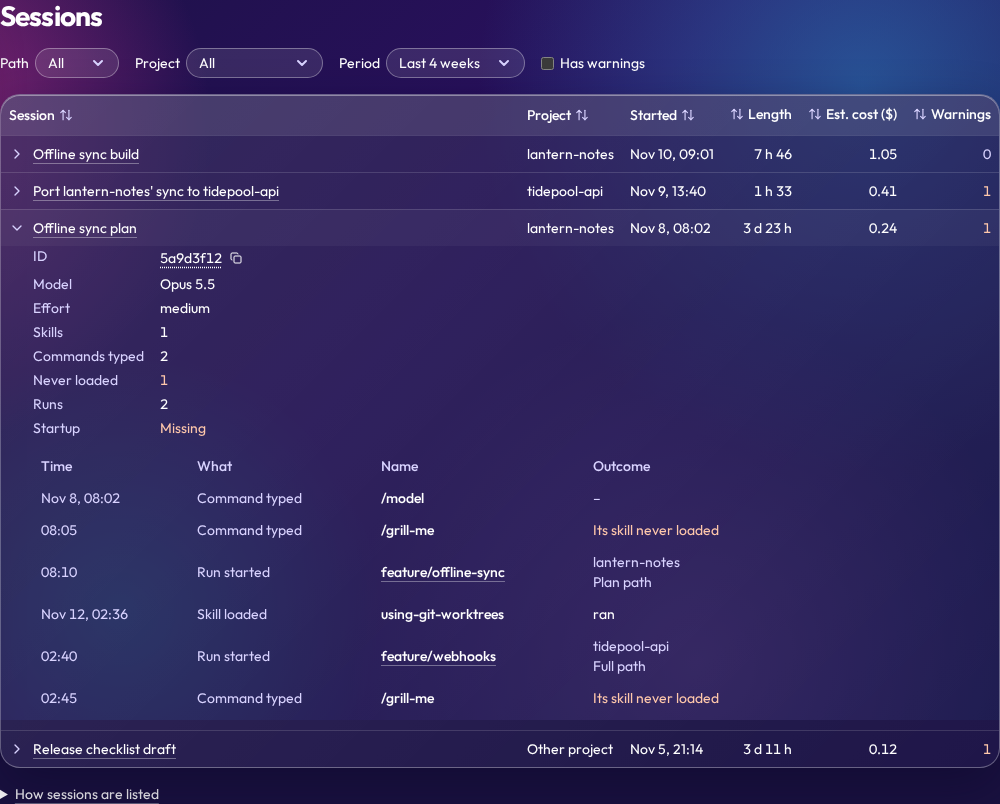 Sessions
Path All Project All Period Last 4 weeks Has warnings
Session Project Started Length Est. cost ($) Warnings
Offline sync build lantern-notes Nov 10, 09:01 7 h 46 1.05 0
Port lantern-notes' sync to tidepool-api tidepool-api Nov 9, 13:40 1 h 33 0.41 1
Offline sync plan lantern-notes Nov 8, 08:02 3 d 23 h 0.24 1
ID 5a9d3f12
Model Opus 5.5
Effort medium
Skills 1
Commands typed 2
Never loaded 1
Runs 2
Startup Missing
Time What Name Outcome
Nov 8, 08:02 Command typed /model –
08:05 Command typed /grill-me Its skill never loaded
08:10 Run started feature/offline-sync lantern-notes
Plan path
Nov 12, 02:36 Skill loaded using-git-worktrees ran
02:40 Run started feature/webhooks tidepool-api
Full path
02:45 Command typed /grill-me Its skill never loaded
Release checklist draft Other project Nov 5, 21:14 3 d 11 h 0.12 1
How sessions are listed